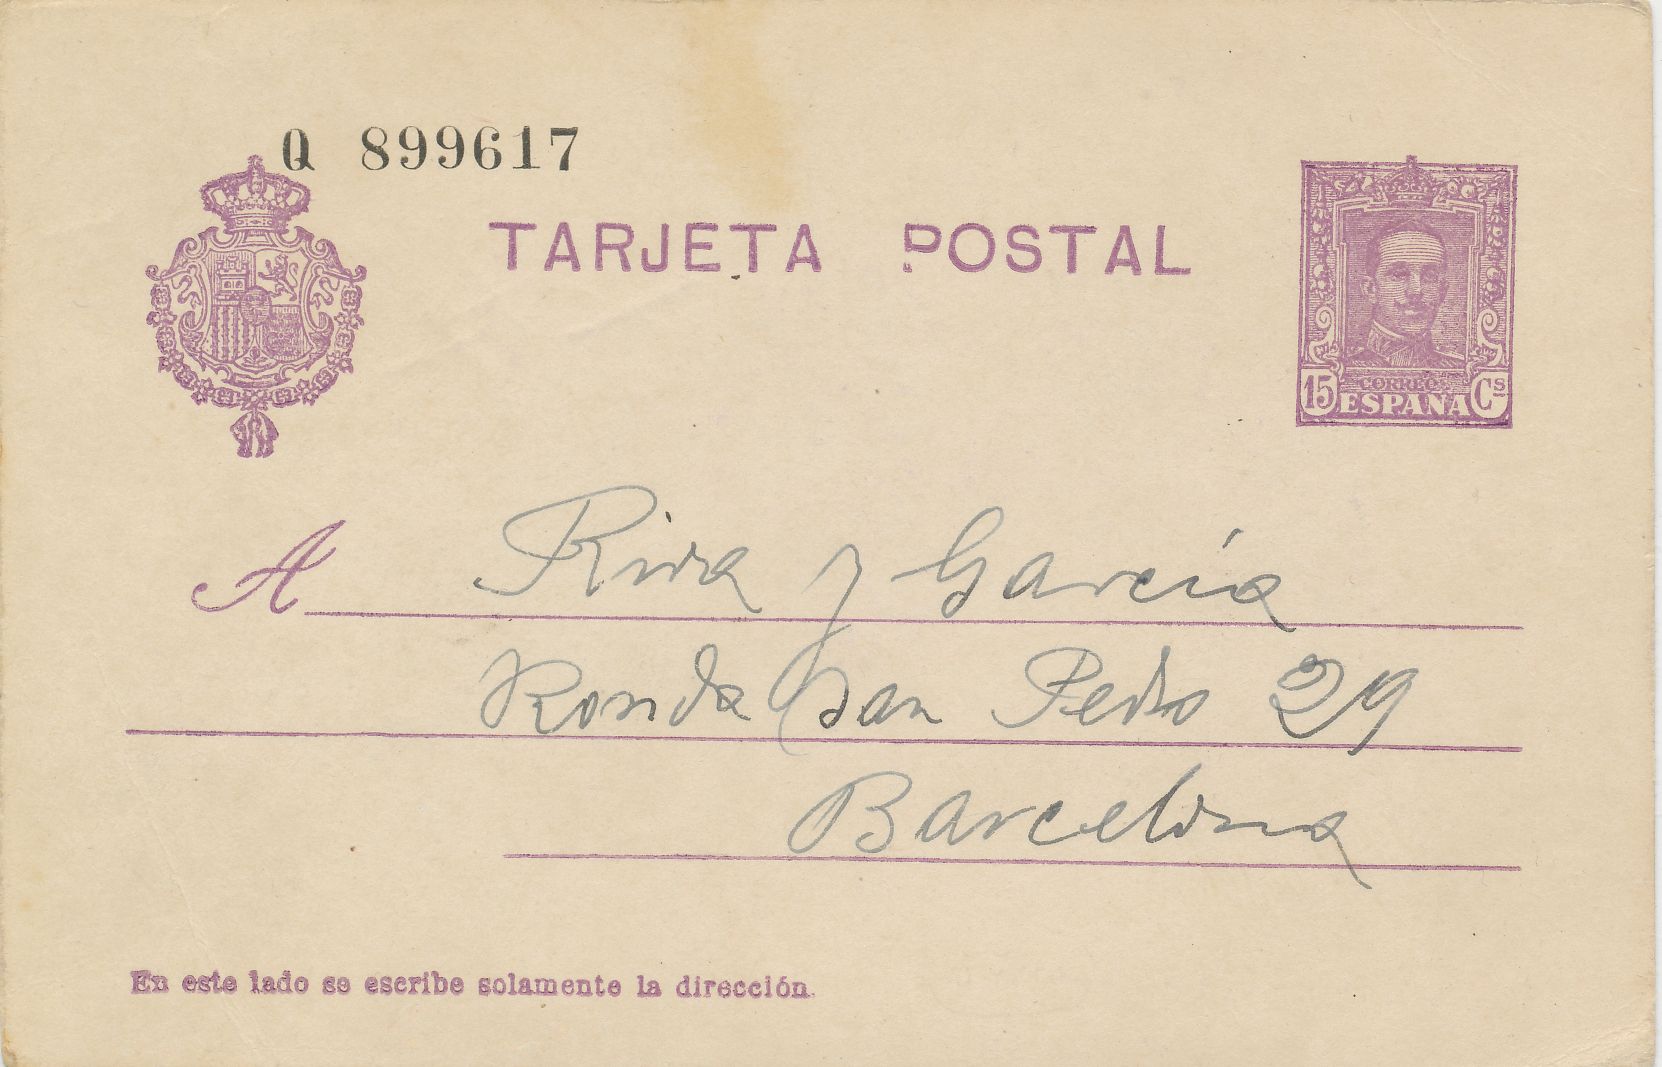 Q 899617
TARJETA POSTAL
15 CORREOS Cs
ESPAÑA
A Riva y García
Ronda San Pedro 29
Barcelona
En este lado se escribe solamente la dirección.